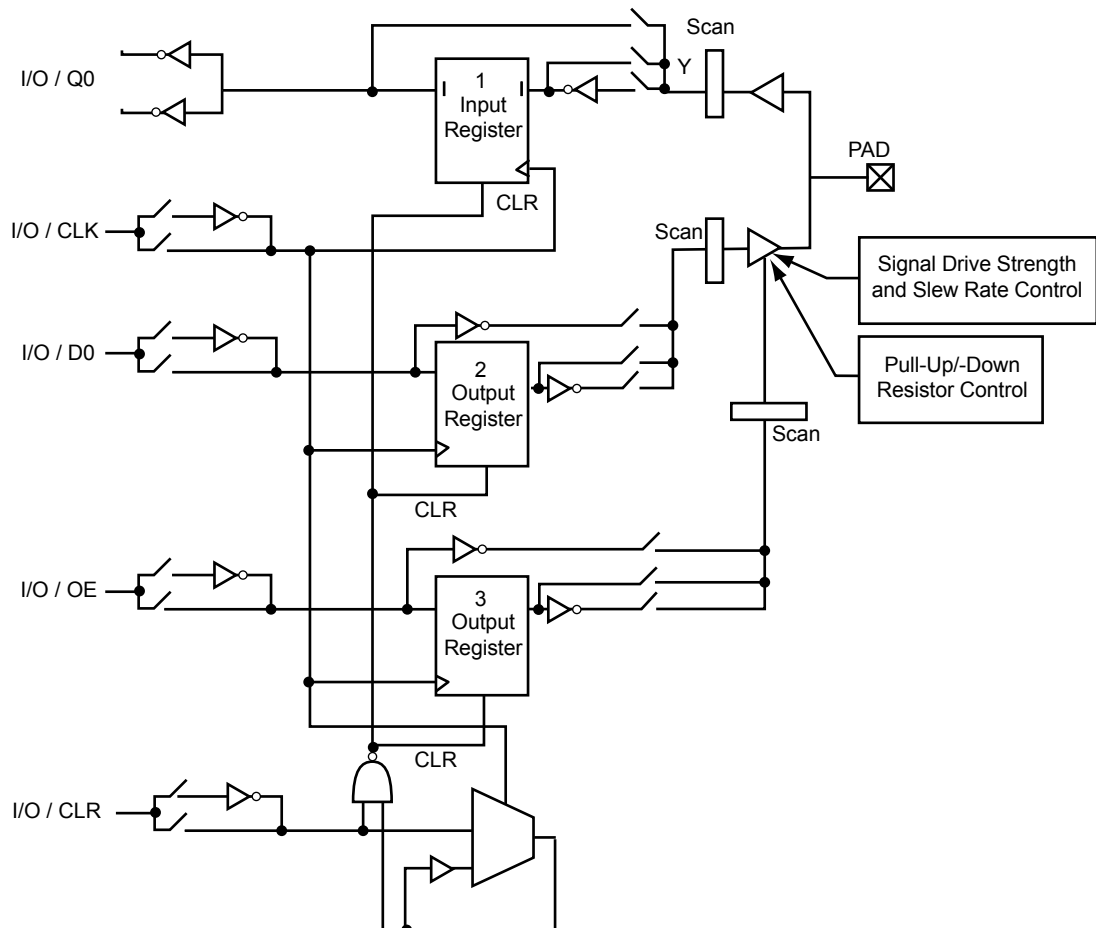 Scan
I/O / Q0
1
Input
Register
Y
PAD
CLR
I/O / CLK
Scan
Signal Drive Strength
and Slew Rate Control
I/O / D0
2
Output
Register
Pull-Up/-Down
Resistor Control
Scan
CLR
I/O / OE
3
Output
Register
CLR
I/O / CLR